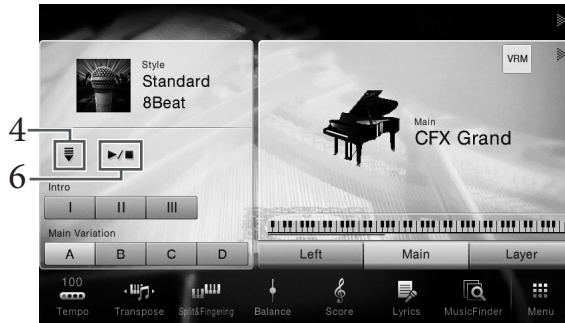 Style
Standard
8Beat
VRM
Main
CFX Grand
4
6
Intro
I II III
Main Variation
A B C D
Left Main Layer
100
Tempo Transpose Split&Fingering Balance Score Lyrics MusicFinder Menu